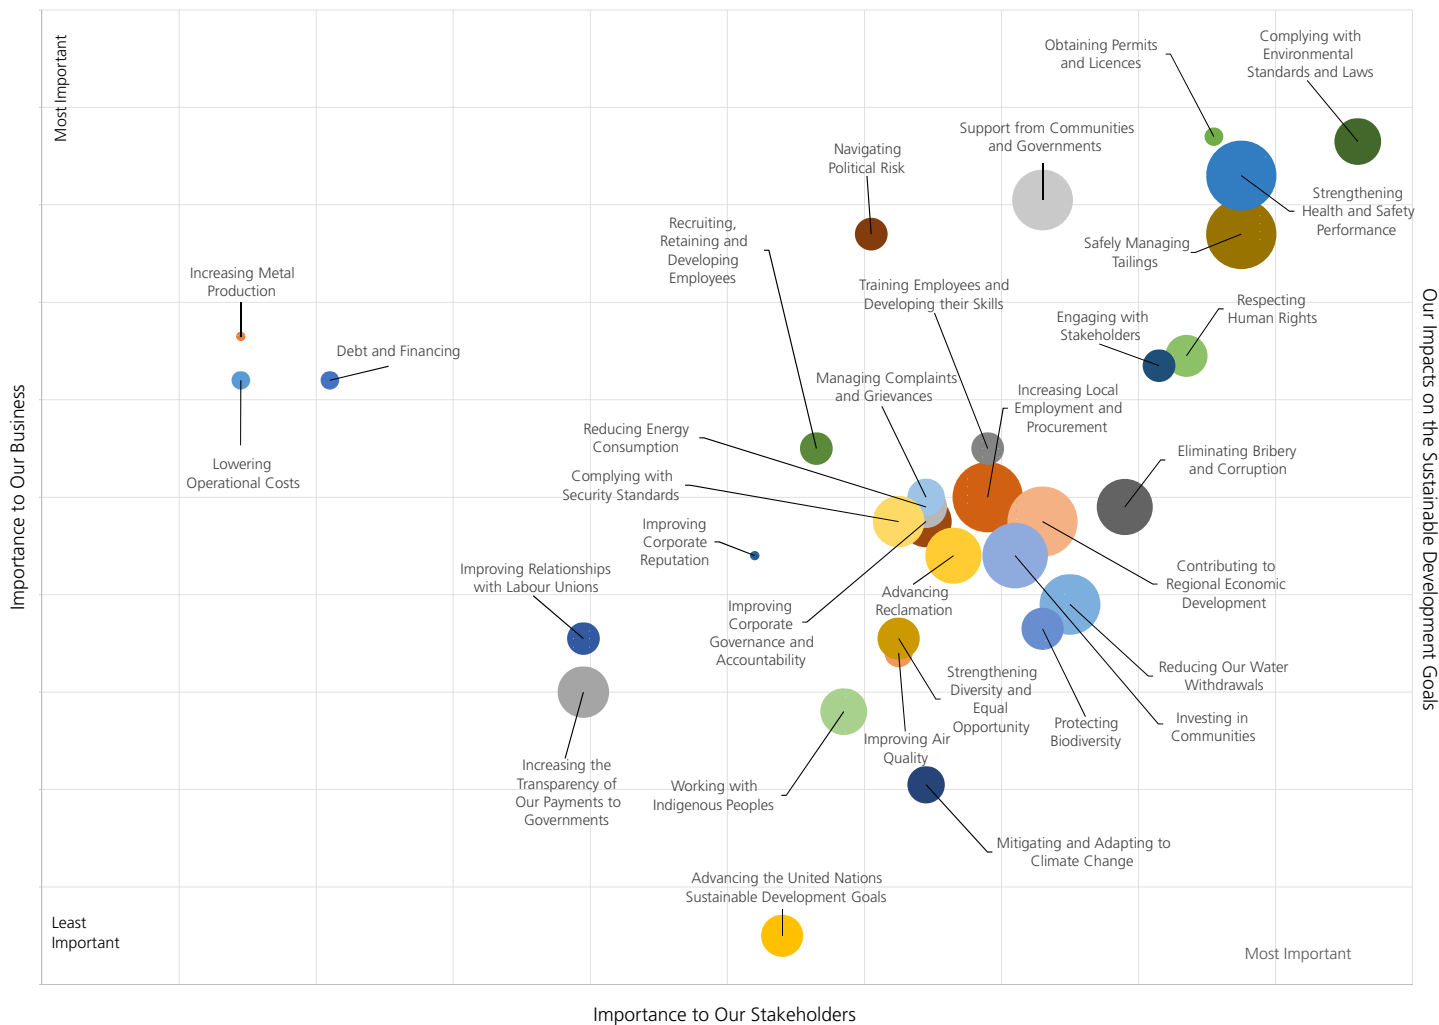 Most Important
Obtaining Permits
and Licences
Complying with
Environmental
Standards and Laws
Support from Communities
and Governments
Navigating
Political Risk
Strengthening
Health and Safety
Performance
Recruiting,
Retaining and
Developing
Employees
Safely Managing
Tailings
Increasing Metal
Production
Training Employees and
Developing their Skills
Respecting
Human Rights
Engaging with
Stakeholders
Debt and Financing
Managing Complaints
and Grievances
Increasing Local
Employment and
Procurement
Reducing Energy
Consumption
Eliminating Bribery
and Corruption
Lowering
Operational Costs
Complying with
Security Standards
Improving
Corporate
Reputation
Improving Relationships
with Labour Unions
Contributing to
Regional Economic
Development
Advancing
Reclamation
Improving
Corporate
Governance and
Accountability
Strengthening
Diversity and
Equal
Opportunity
Reducing Our Water
Withdrawals
Investing in
Communities
Protecting
Biodiversity
Improving Air
Quality
Increasing the
Transparency of
Our Payments to
Governments
Working with
Indigenous Peoples
Mitigating and Adapting to
Climate Change
Advancing the United Nations
Sustainable Development Goals
Least
Important
Most Important
Importance to Our Business
Our Impacts on the Sustainable Development Goals
Importance to Our Stakeholders